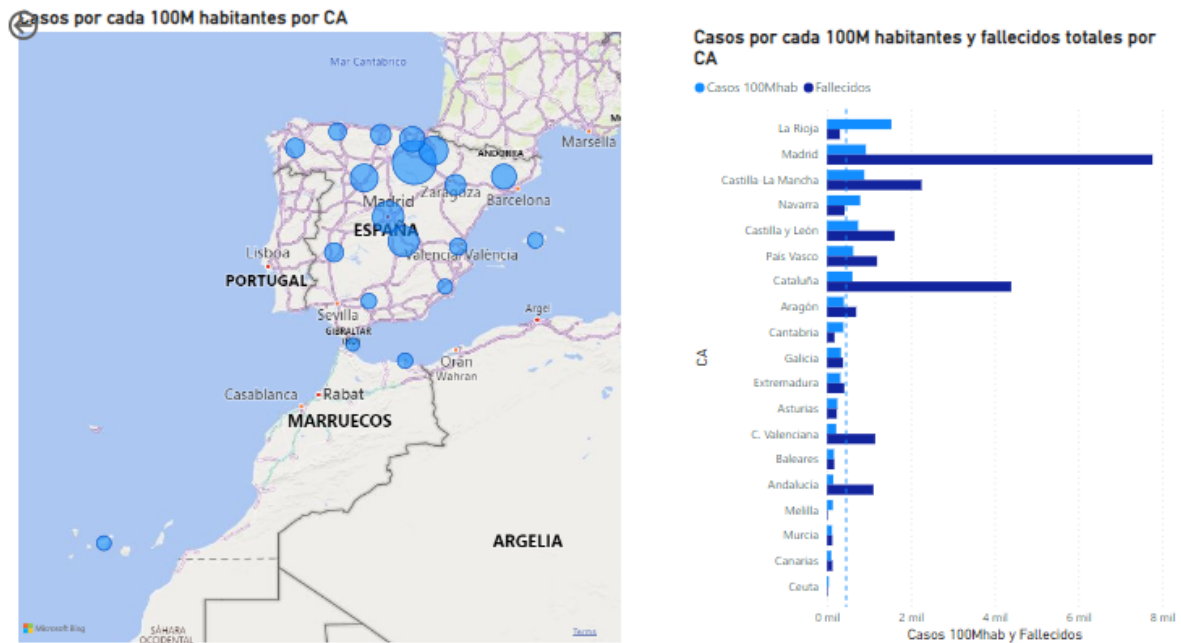 Casos por cada 100M habitantes por CA
Mar Cantábrico
Marsella
ANDORRA
Zaragoza
Barcelona
Madrid
ESPAÑA
Valencia/València
Lisboa
PORTUGAL
Sevilla
GIBRALTAR
(RU)
Argel
Orán
Wahran
Casablanca
Rabat
MARRUECOS
ARGELIA
SÁHARA
OCCIDENTAL
Microsoft Bing
Terms
Casos por cada 100M habitantes y fallecidos totales por
CA
Casos 100Mhab Fallecidos
La Rioja
Madrid
Castilla-La Mancha
Navarra
Castilla y León
País Vasco
Cataluña
Aragón
Cantabria
Galicia
Extremadura
Asturias
C. Valenciana
Baleares
Andalucía
Melilla
Murcia
Canarias
Ceuta
CA
0 mil 2 mil 4 mil 6 mil 8 mil
Casos 100Mhab y Fallecidos